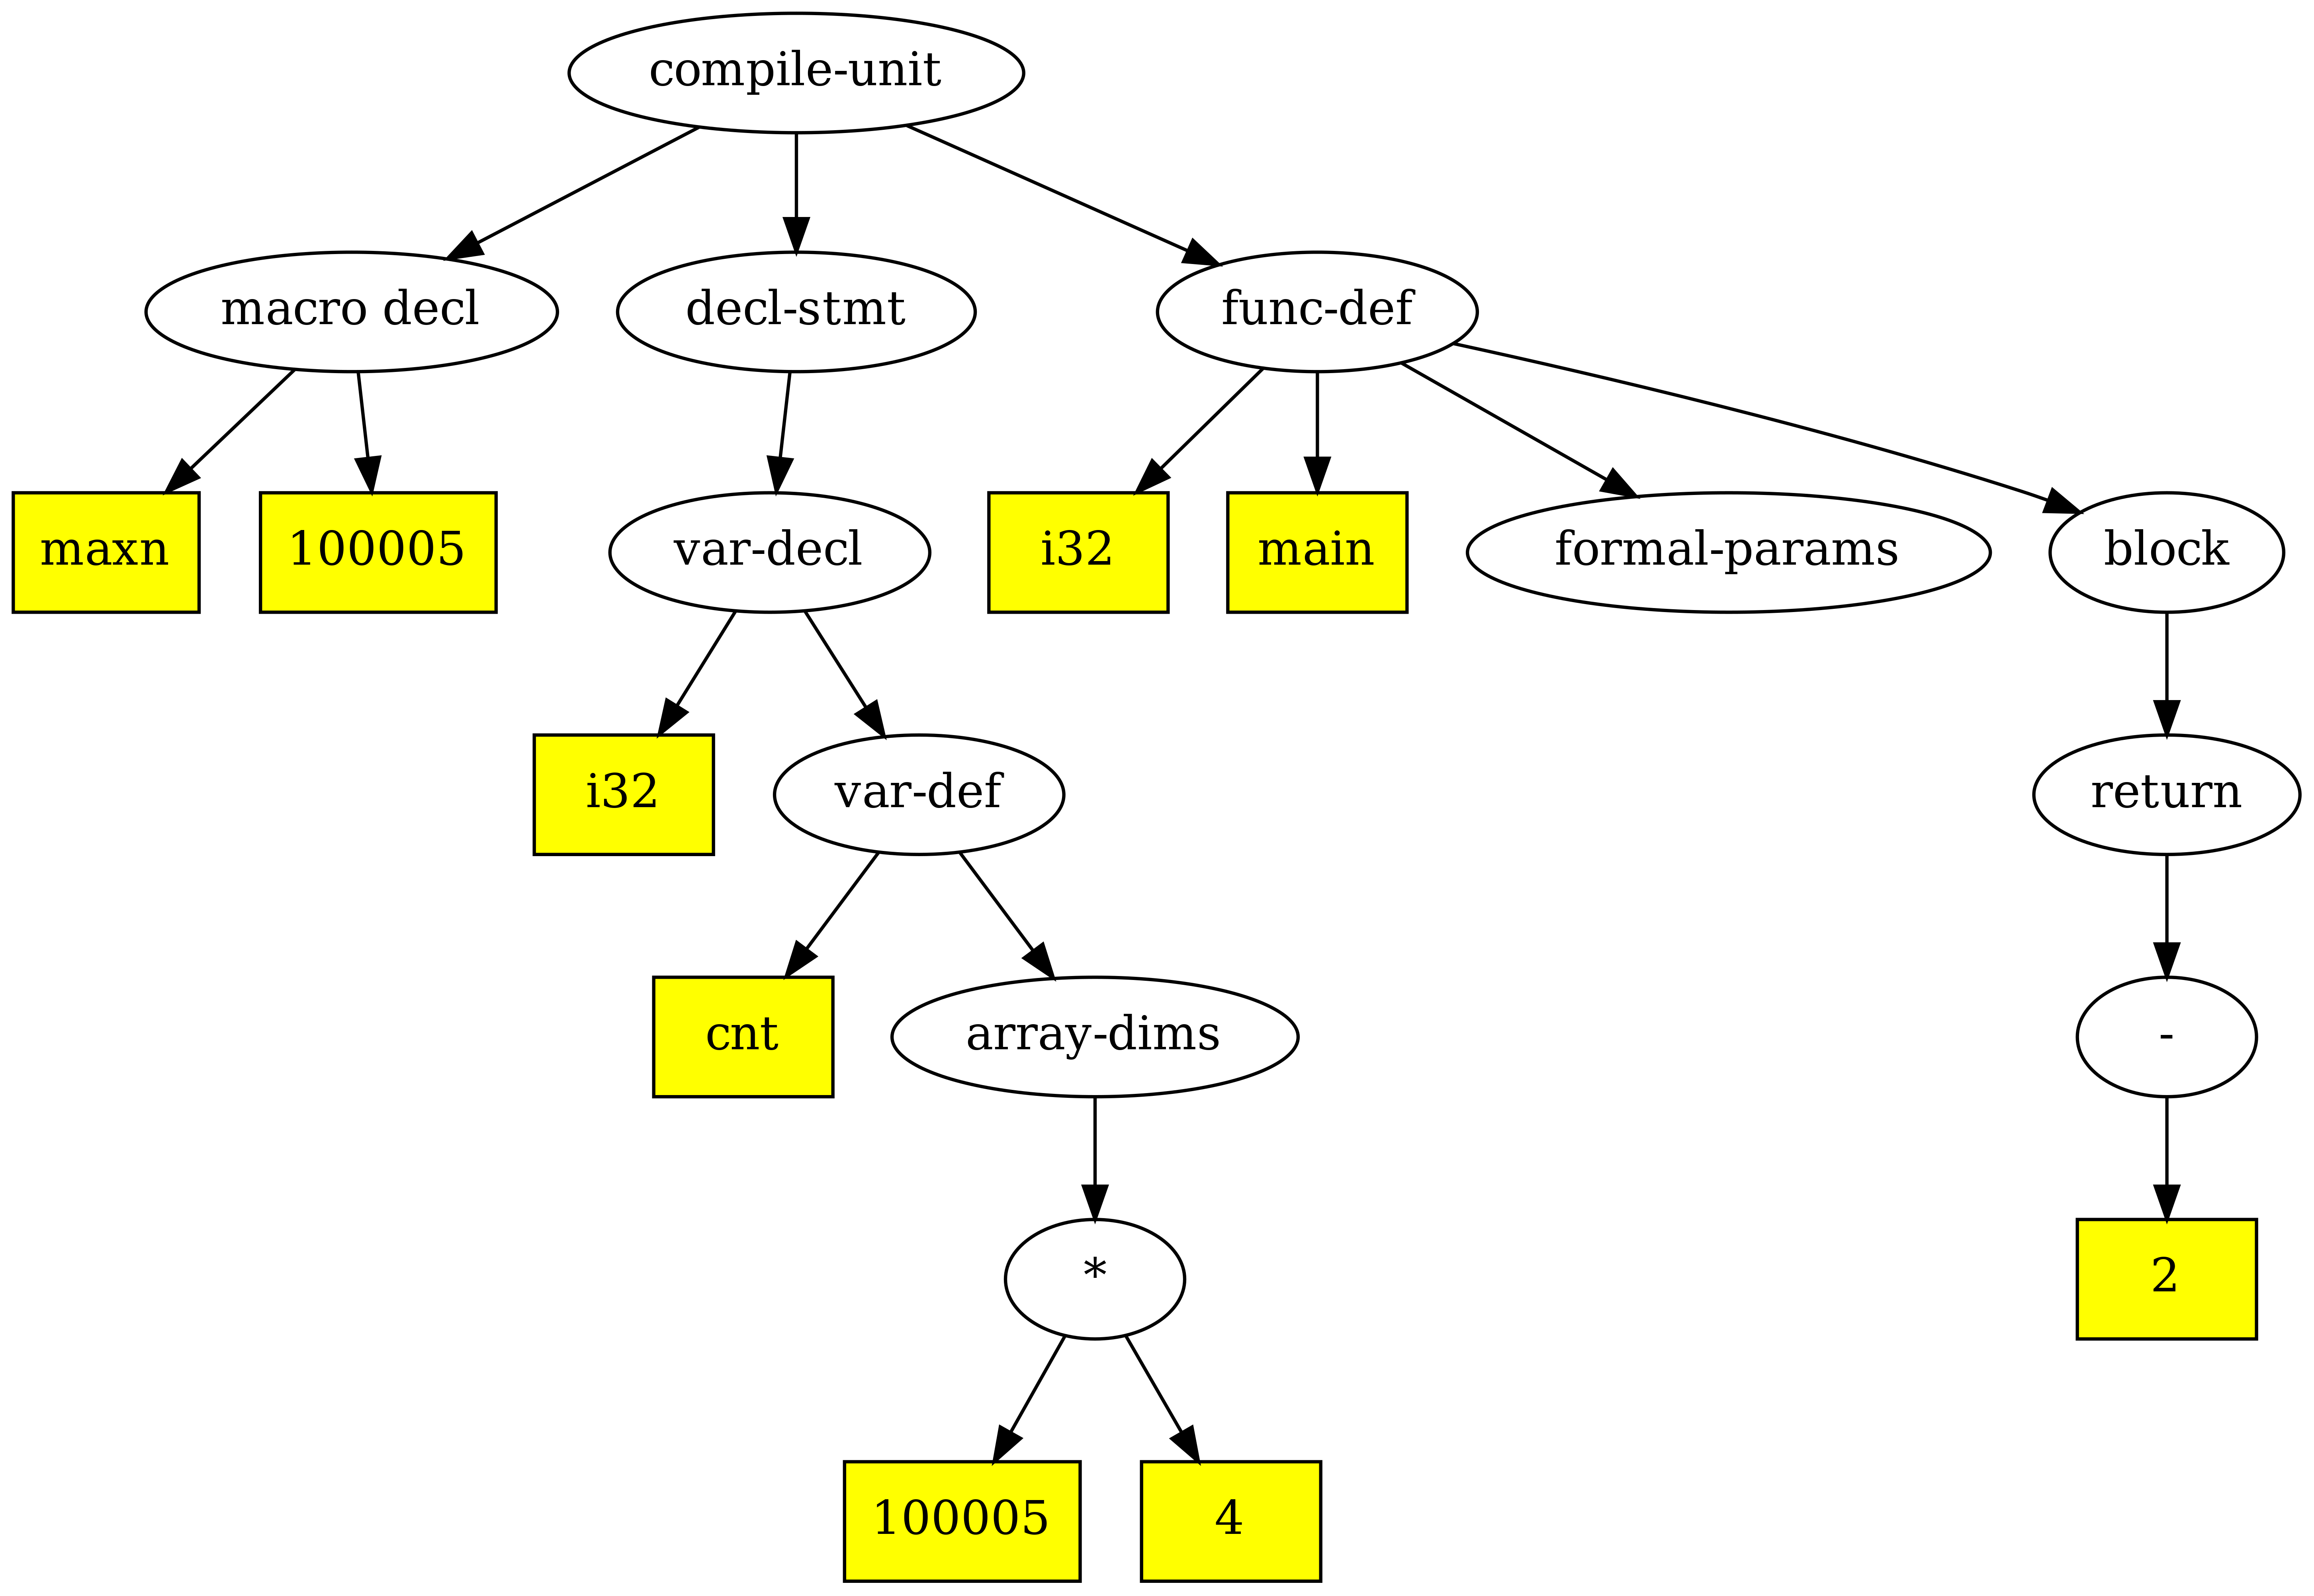 compile-unit
macro decl
decl-stmt
func-def
maxn
100005
var-decl
i32
main
formal-params
block
i32
var-def
return
cnt
array-dims
-
*
2
100005
4